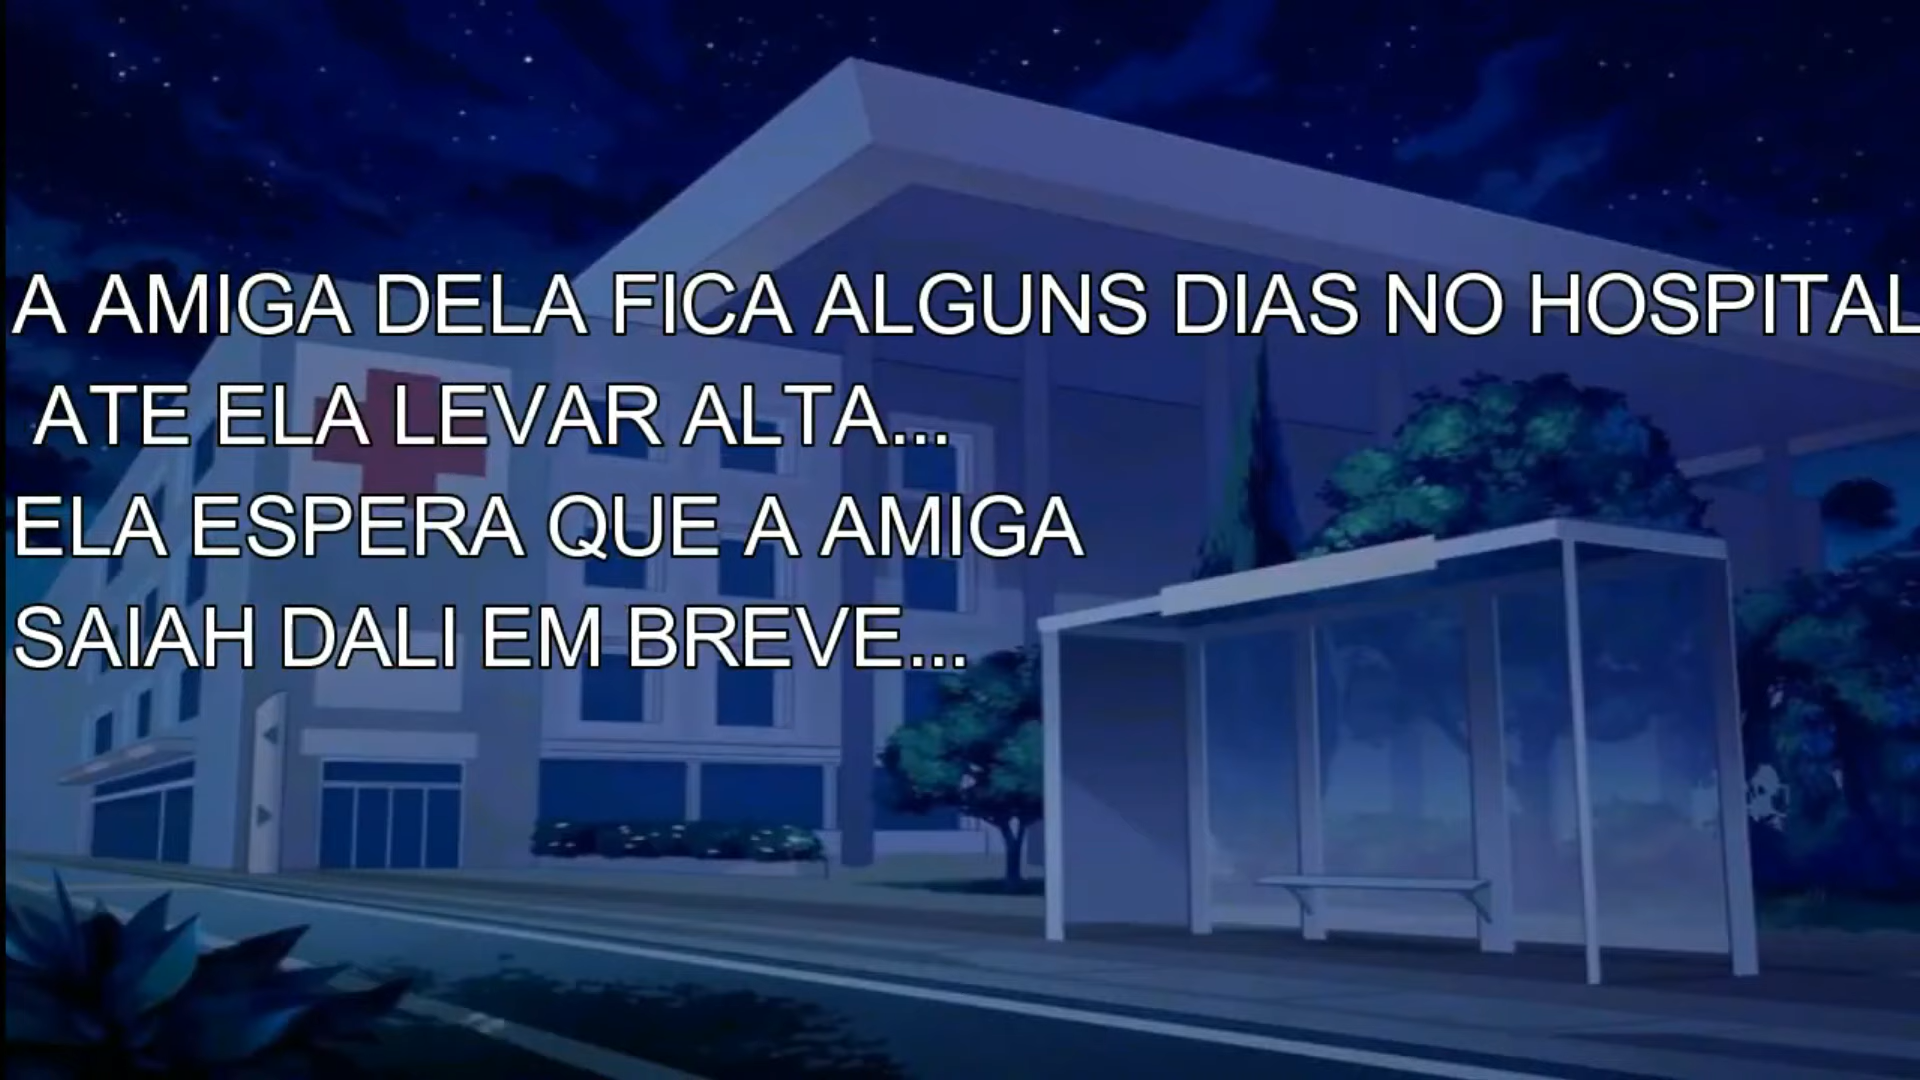 A AMIGA DELA FICA ALGUNS DIAS NO HOSPITAL
ATE ELA LEVAR ALTA...
ELA ESPERA QUE A AMIGA
SAIAH DALI EM BREVE...